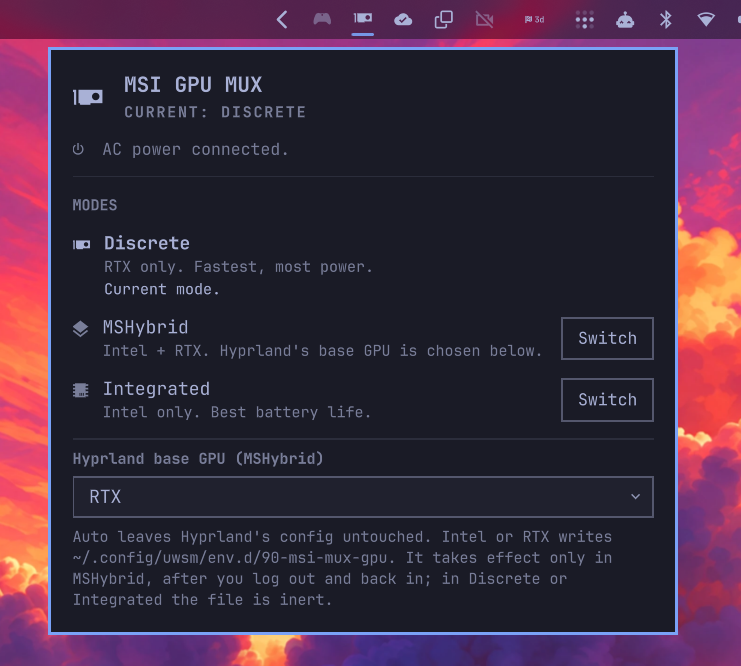 3d
MSI GPU MUX
CURRENT: DISCRETE
AC power connected.
MODES
Discrete
RTX only. Fastest, most power.
Current mode.
MSHybrid
Intel + RTX. Hyprland's base GPU is chosen below.
Switch
Integrated
Intel only. Best battery life.
Switch
Hyprland base GPU (MSHybrid)
RTX
Auto leaves Hyprland's config untouched. Intel or RTX writes
~/.config/uwsm/env.d/90-msi-mux-gpu. It takes effect only in
MSHybrid, after you log out and back in; in Discrete or
Integrated the file is inert.